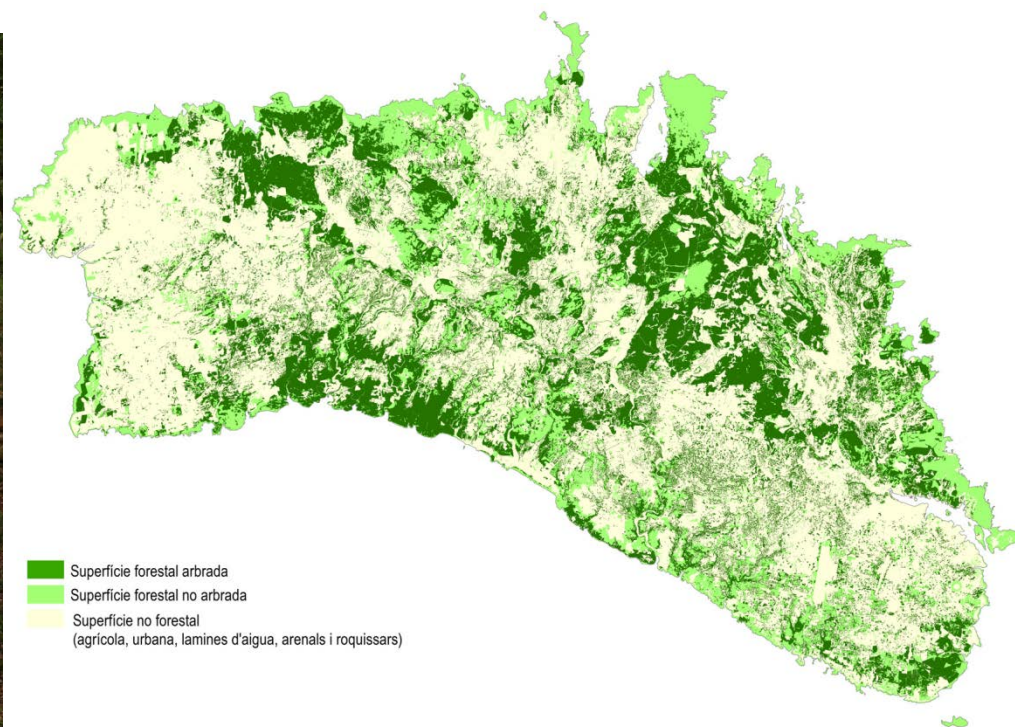 Superfície forestal arbrada
Superfície forestal no arbrada
Superfície no forestal
(agrícola, urbana, lamines d'aigua, arenals i roquissars)